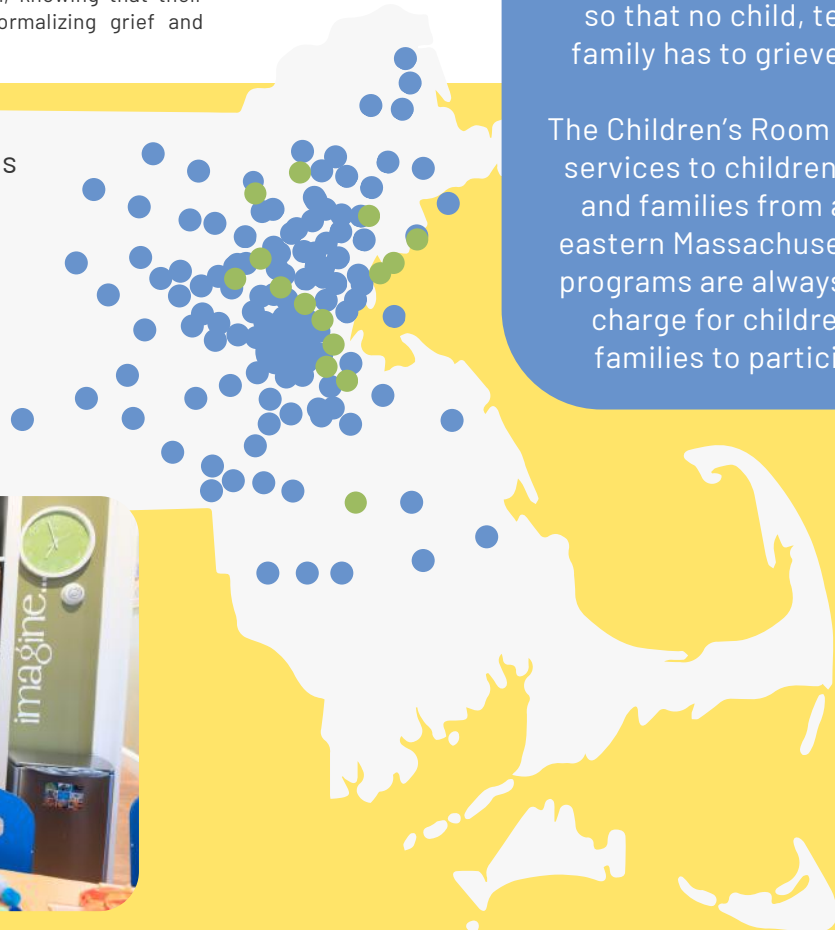 ormalizing grief and
s
so that no child, te
family has to grieve
The Children's Room
services to children
and families from a
eastern Massachuse
programs are always
charge for childre
families to partici
imagine...